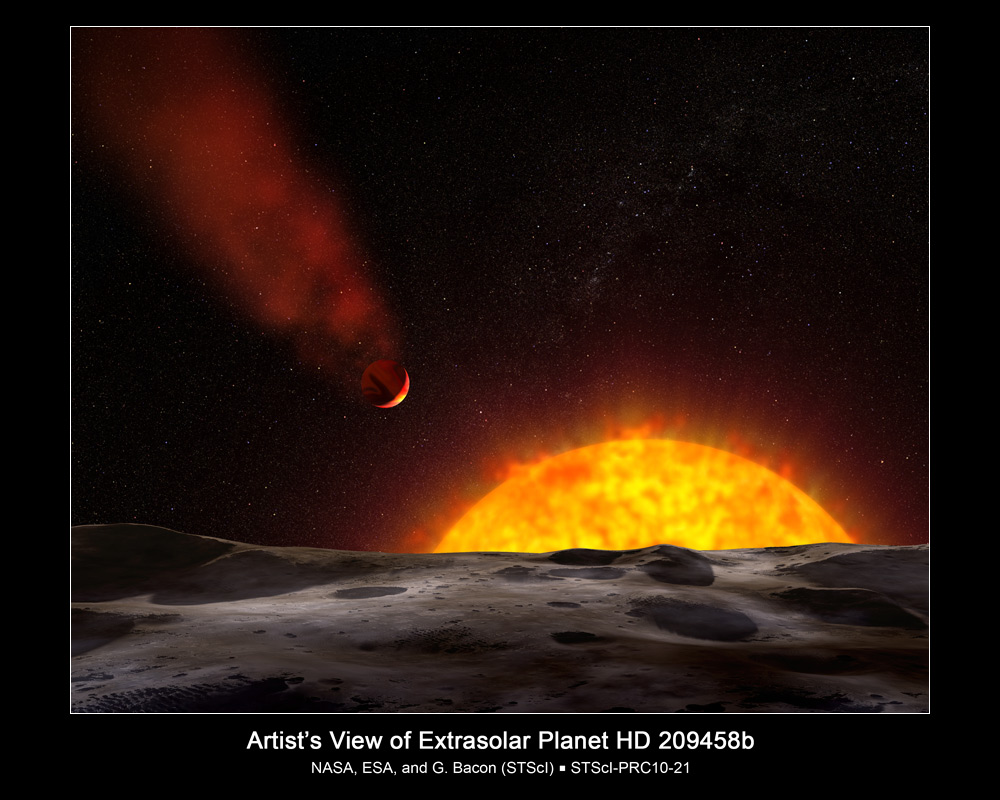 Artist’s View of Extrasolar Planet HD 209458b
NASA, ESA, and G. Bacon (STScI) ▪ STScI-PRC10-21